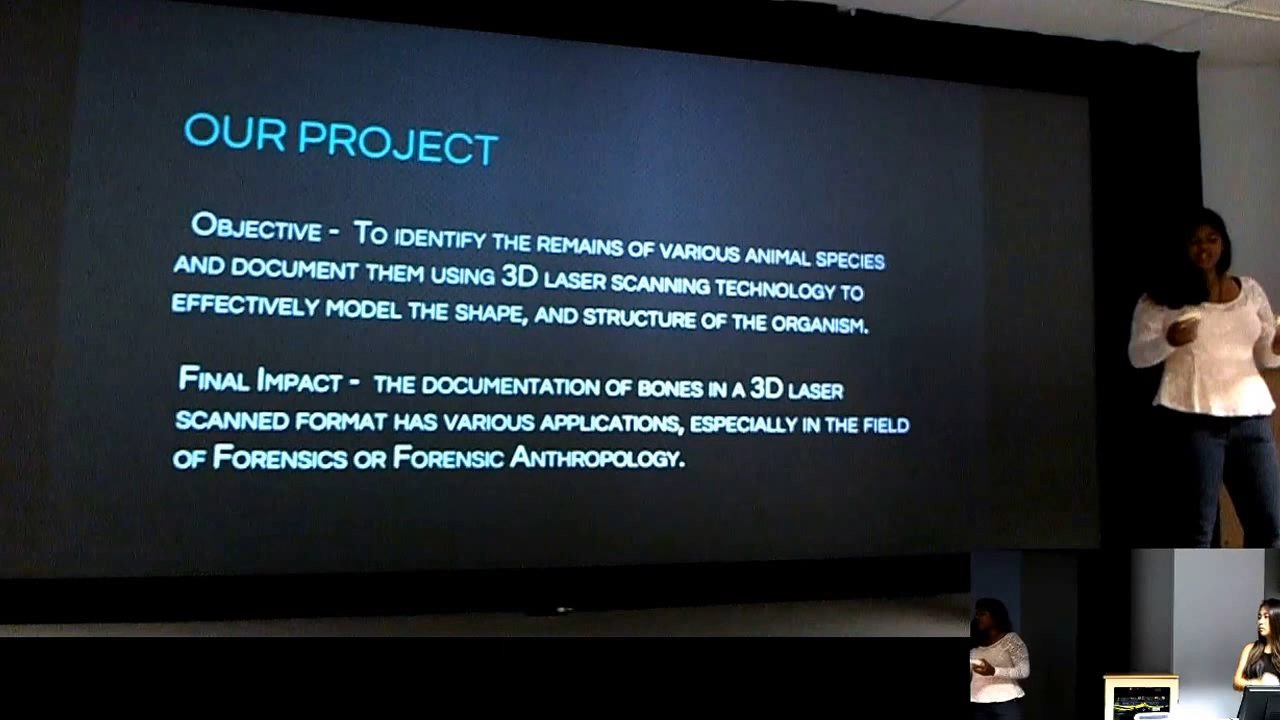 OUR PROJECT
OBJECTIVE - TO IDENTIFY THE REMAINS OF VARIOUS ANIMAL SPECIES
AND DOCUMENT THEM USING 3D LASER SCANNING TECHNOLOGY TO
EFFECTIVELY MODEL THE SHAPE, AND STRUCTURE OF THE ORGANISM.
FINAL IMPACT - THE DOCUMENTATION OF BONES IN A 3D LASER
SCANNED FORMAT HAS VARIOUS APPLICATIONS, ESPECIALLY IN THE FIELD
OF FORENSICS OR FORENSIC ANTHROPOLOGY.